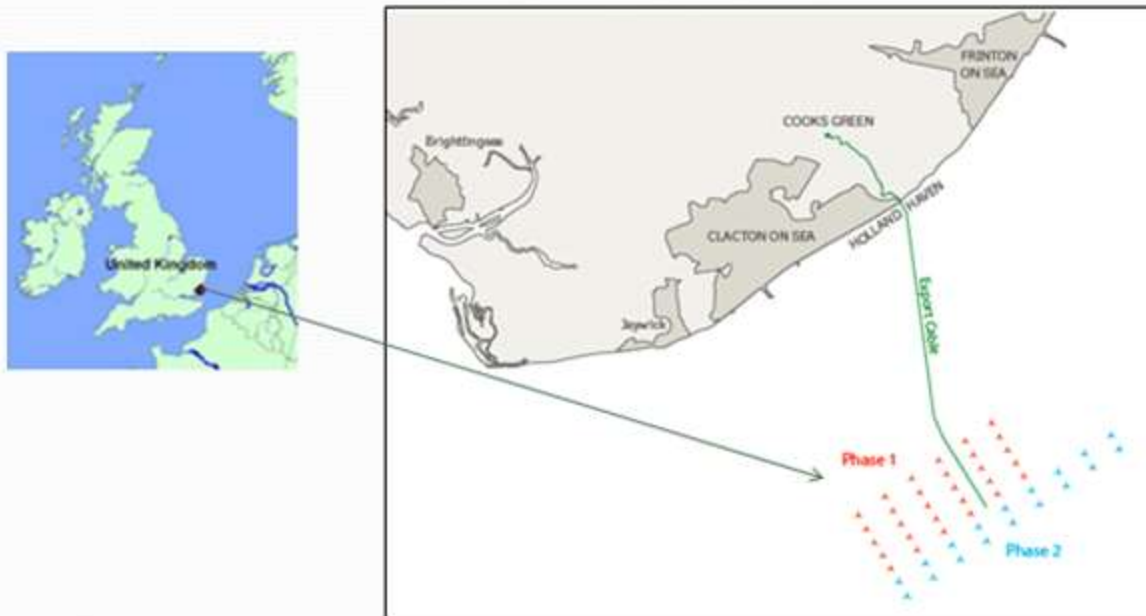 United Kingdom
FRINTON
ON SEA
COOKS GREEN
Brightingsea
HOLLAND HAVEN
CLACTON ON SEA
Jaywick
Export Cable
Phase 1
Phase 2